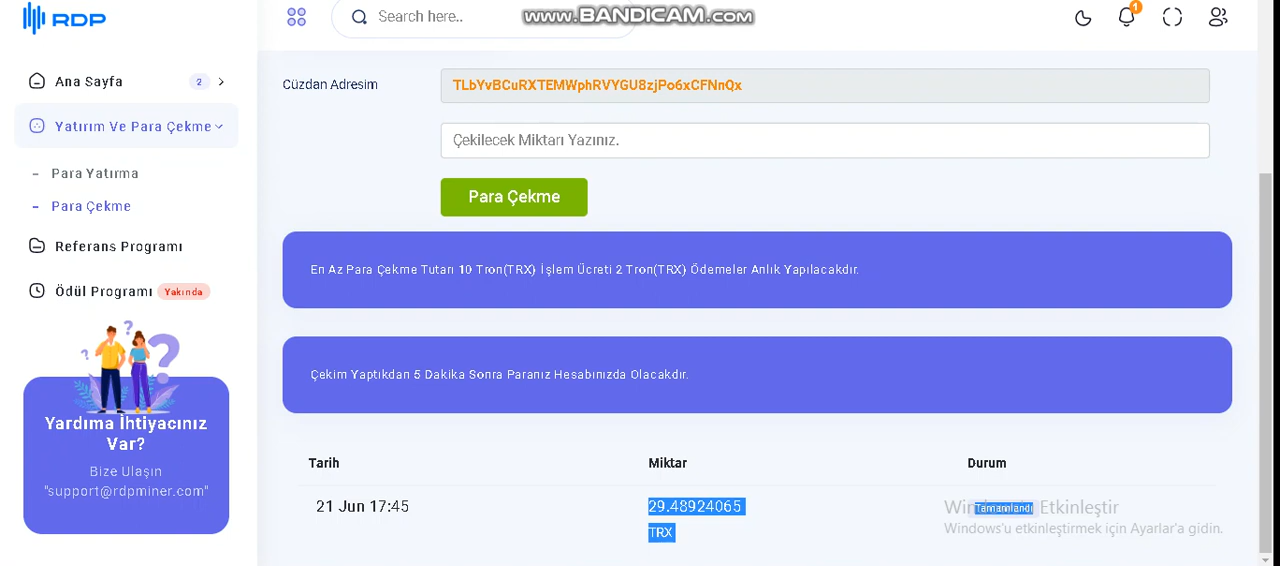 RDP
Search here..
www.BANDICAM.com
1
Ana Sayfa
2
Yatırım Ve Para Çekme
- Para Yatırma
- Para Çekme
Referans Programı
Ödül Programı Yakında
Yardıma İhtiyacınız
Var?
Bize Ulaşın
"support@rdpminer.com"
Cüzdan Adresim
TLbYvBCuRXTEMWphRVYGU8zjPo6xCFNnQx
Çekilecek Miktarı Yazınız.
Para Çekme
En Az Para Çekme Tutarı 10 Tron(TRX) İşlem Ücreti 2 Tron(TRX) Ödemeler Anlık Yapılacakdır.
Çekim Yaptıkdan 5 Dakika Sonra Paranız Hesabınızda Olacakdır.
Tarih Miktar Durum
21 Jun 17:45 29.48924065 Tamamlandı
TRX
Etkinleştir
Windows'u etkinleştirmek için Ayarlar'a gidin.